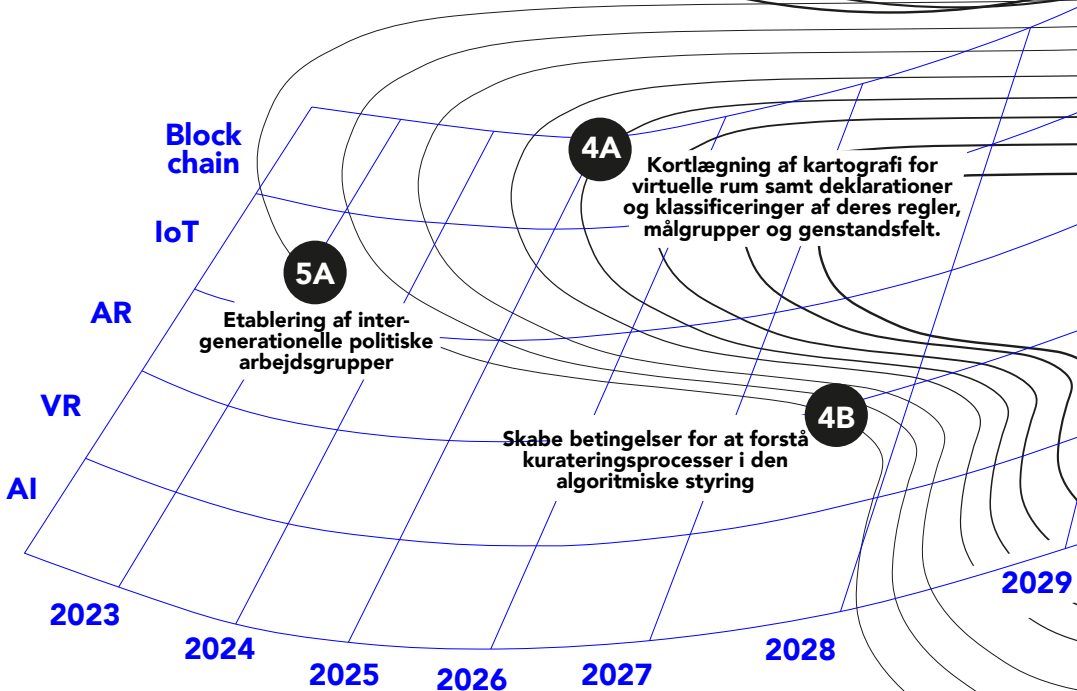 Block
chain
IoT
AR
VR
AI
4A
Kortlægning af kartografi for
virtuelle rum samt deklarationer
og klassificeringer af deres regler,
målgrupper og genstandsfelt.
5A
Etablering af inter-
generationelle politiske
arbejdsgrupper
4B
Skabe betingelser for at forstå
kurateringsprocesser i den
algoritmiske styring
2023
2024
2025
2026
2027
2028
2029